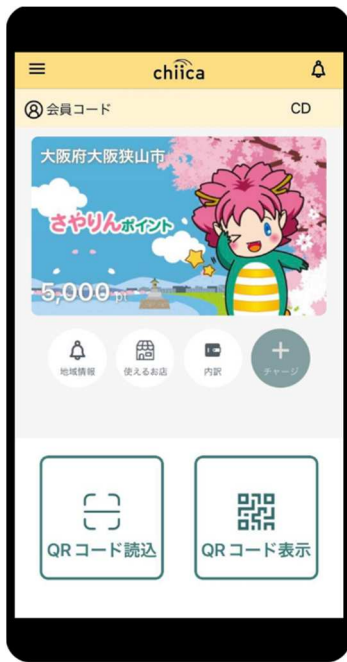 chiica
会員コード CD
大阪府大阪狭山市
さやりんポイント
5,000 pt
地域情報 使えるお店 内訳 チャージ
QRコード読込 QRコード表示